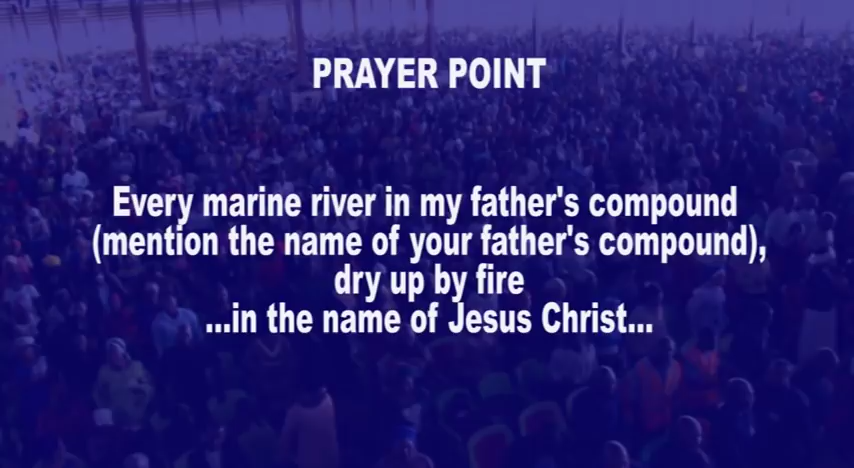 PRAYER POINT
Every marine river in my father's compound
(mention the name of your father's compound),
dry up by fire
...in the name of Jesus Christ...